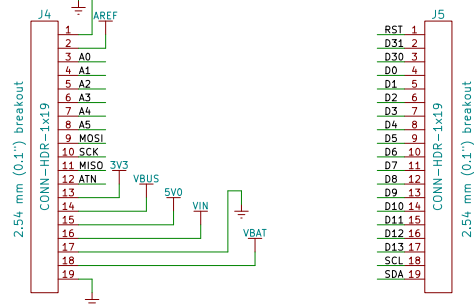 J4
AREF
1
2
3 A0
4 A1
5 A2
6 A3
7 A4
8 A5
9 MOSI
10 SCK
11 MISO 3V3
12 ATN VBUS
13 5V0
14 VIN
15
16 VBAT
17
18
19
CONN-HDR-1x19
2.54 mm (0.1") breakout
J5
RST 1
D31 2
D30 3
D0 4
D1 5
D2 6
D3 7
D4 8
D5 9
D6 10
D7 11
D8 12
D9 13
D10 14
D11 15
D12 16
D13 17
SCL 18
SDA 19
CONN-HDR-1x19
2.54 mm (0.1") breakout